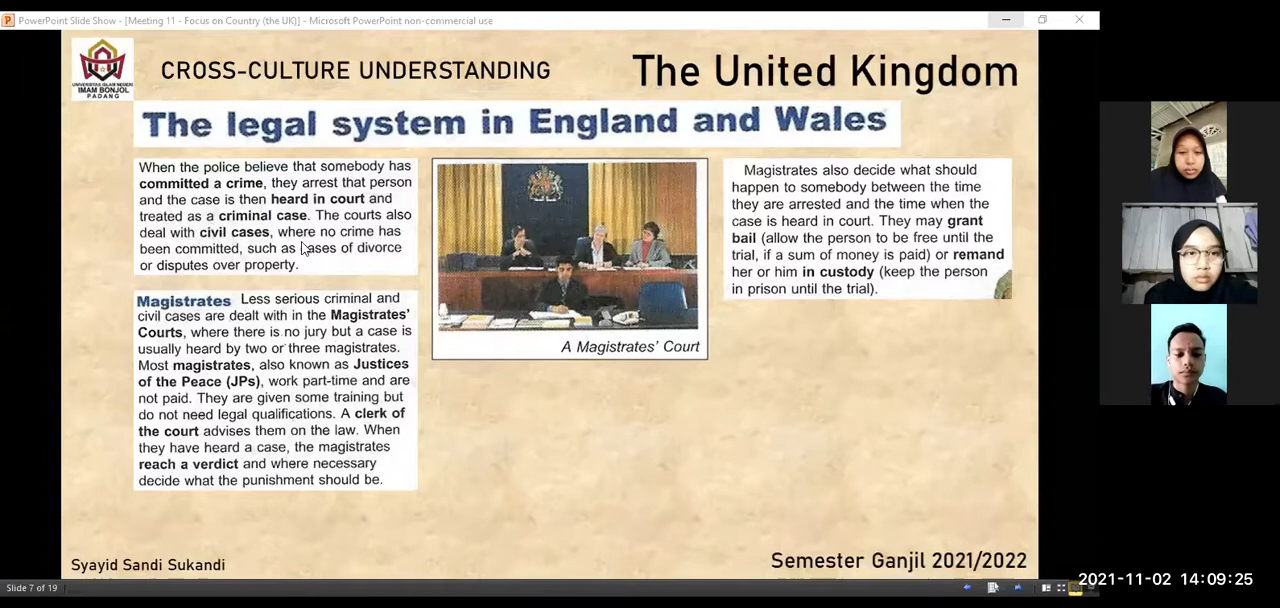 PowerPoint Slide Show - [Meeting 11 - Focus on Country (the UK)] - Microsoft PowerPoint non-commercial use
UNIVERSITAS ISLAM NEGERI
IMAM BONJOL
PADANG
CROSS-CULTURE UNDERSTANDING
The United Kingdom
The legal system in England and Wales
When the police believe that somebody has
committed a crime, they arrest that person
and the case is then heard in court and
treated as a criminal case. The courts also
deal with civil cases, where no crime has
been committed, such as cases of divorce
or disputes over property.
Magistrates Less serious criminal and
civil cases are dealt with in the Magistrates'
Courts, where there is no jury but a case is
usually heard by two or three magistrates.
Most magistrates, also known as Justices
of the Peace (JPs), work part-time and are
not paid. They are given some training but
do not need legal qualifications. A clerk of
the court advises them on the law. When
they have heard a case, the magistrates
reach a verdict and where necessary
decide what the punishment should be.
A Magistrates' Court
Magistrates also decide what should
happen to somebody between the time
they are arrested and the time when the
case is heard in court. They may grant
bail (allow the person to be free until the
trial, if a sum of money is paid) or remand
her or him in custody (keep the person
in prison until the trial).
Syayid Sandi Sukandi
Semester Ganjil 2021/2022
Slide 7 of 19
2021-11-02 14:09:25